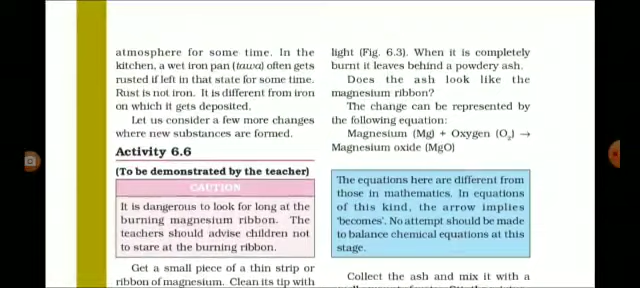 atmosphere for some time. In the
kitchen, a wet iron pan (tawa) often gets
rusted if left in that state for some time.
Rust is not iron. It is different from iron
on which it gets deposited.
Let us consider a few more changes
where new substances are formed.
Activity 6.6
(To be demonstrated by the teacher)
CAUTION
It is dangerous to look for long at the
burning magnesium ribbon. The
teachers should advise children not
to stare at the burning ribbon.
Get a small piece of a thin strip or
ribbon of magnesium. Clean its tip with
light (Fig. 6.3). When it is completely
burnt it leaves behind a powdery ash.
Does the ash look like the
magnesium ribbon?
The change can be represented by
the following equation:
Magnesium (Mg) + Oxygen (O₂) →
Magnesium oxide (MgO)
The equations here are different from
those in mathematics. In equations
of this kind, the arrow implies
'becomes'. No attempt should be made
to balance chemical equations at this
stage.
Collect the ash and mix it with a